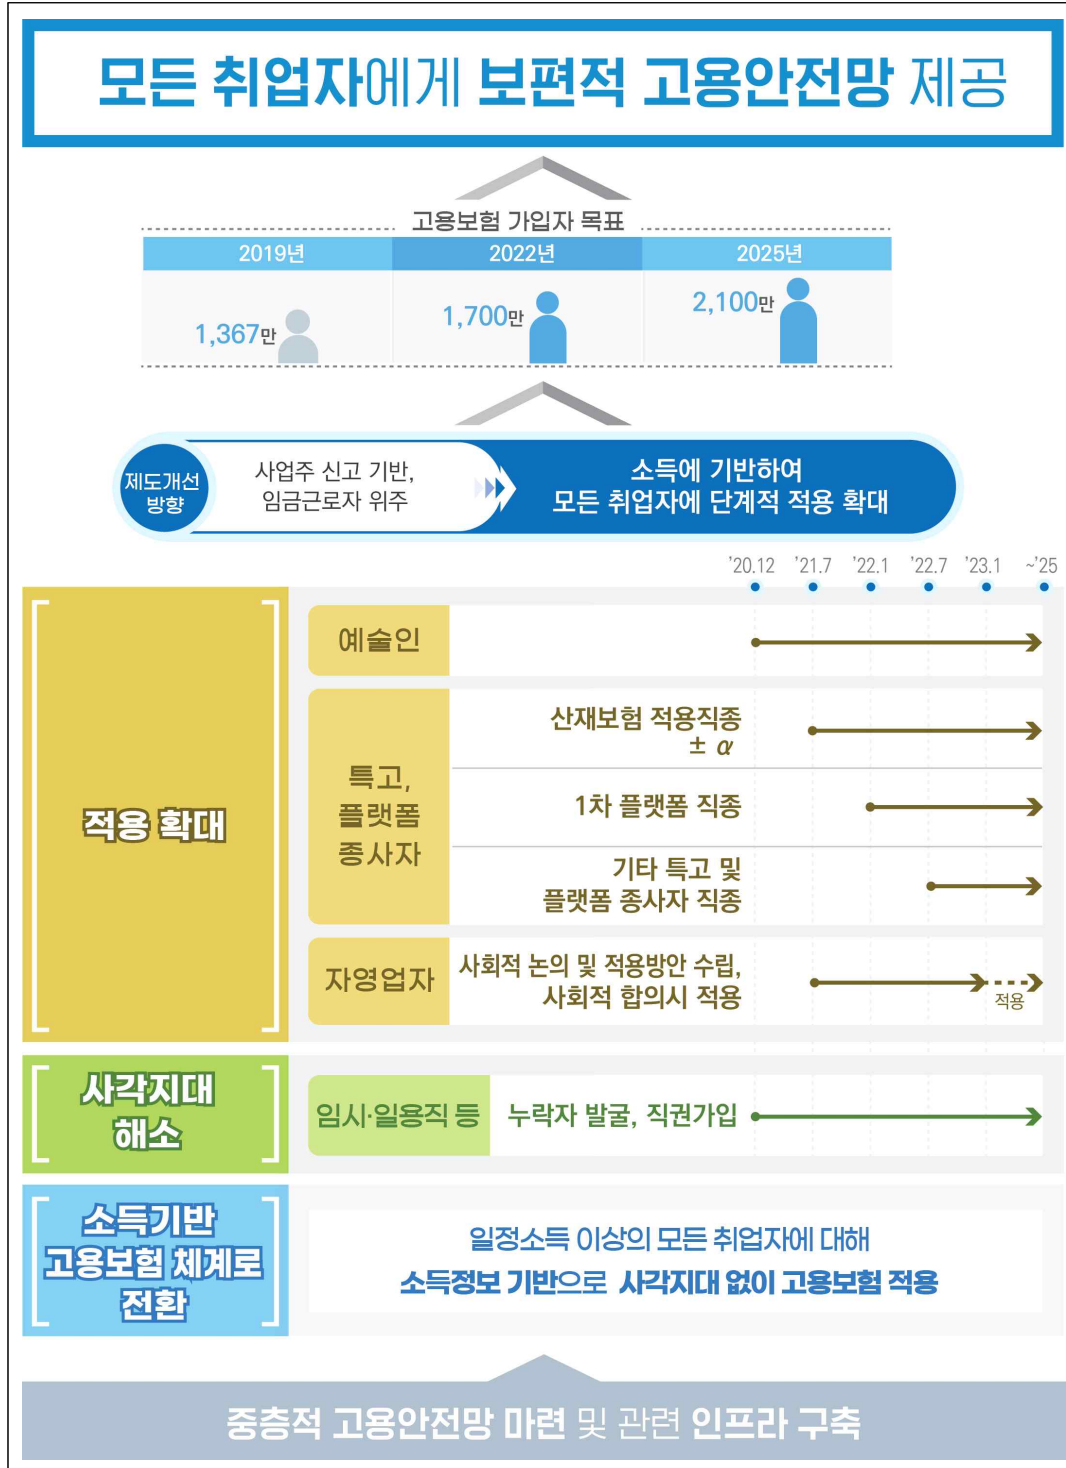 모든 취업자에게 보편적 고용안전망 제공
고용보험 가입자 목표
2019년 2022년 2025년
1,367만 1,700만 2,100만
제도개선
방향
사업주 신고 기반,
임금근로자 위주
소득에 기반하여
모든 취업자에 단계적 적용 확대
’20.12 ’21.7 ’22.1 ’22.7 ’23.1 ~’25
적용 확대
예술인
특고,
플랫폼
종사자
산재보험 적용직종
± α
1차 플랫폼 직종
기타 특고 및
플랫폼 종사자 직종
자영업자
사회적 논의 및 적용방안 수립,
사회적 합의시 적용
적용
사각지대
해소
임시·일용직 등
누락자 발굴, 직권가입
소득기반
고용보험 체계로
전환
일정소득 이상의 모든 취업자에 대해
소득정보 기반으로 사각지대 없이 고용보험 적용
중층적 고용안전망 마련 및 관련 인프라 구축